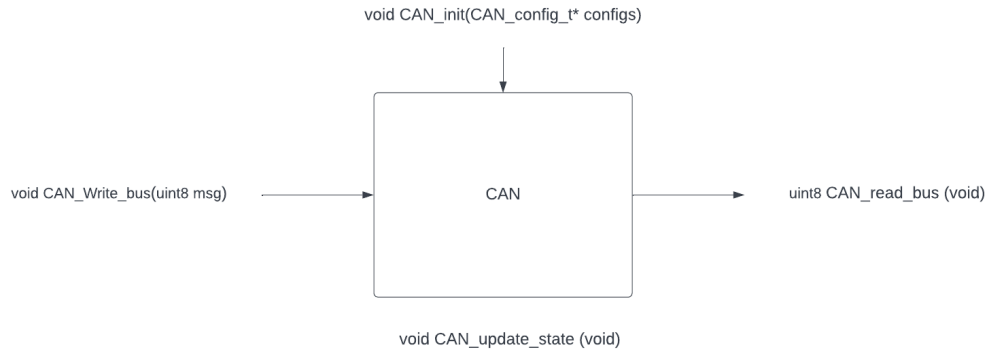 void CAN_init(CAN_config_t* configs)
void CAN_Write_bus(uint8 msg)
CAN
uint8 CAN_read_bus (void)
void CAN_update_state (void)